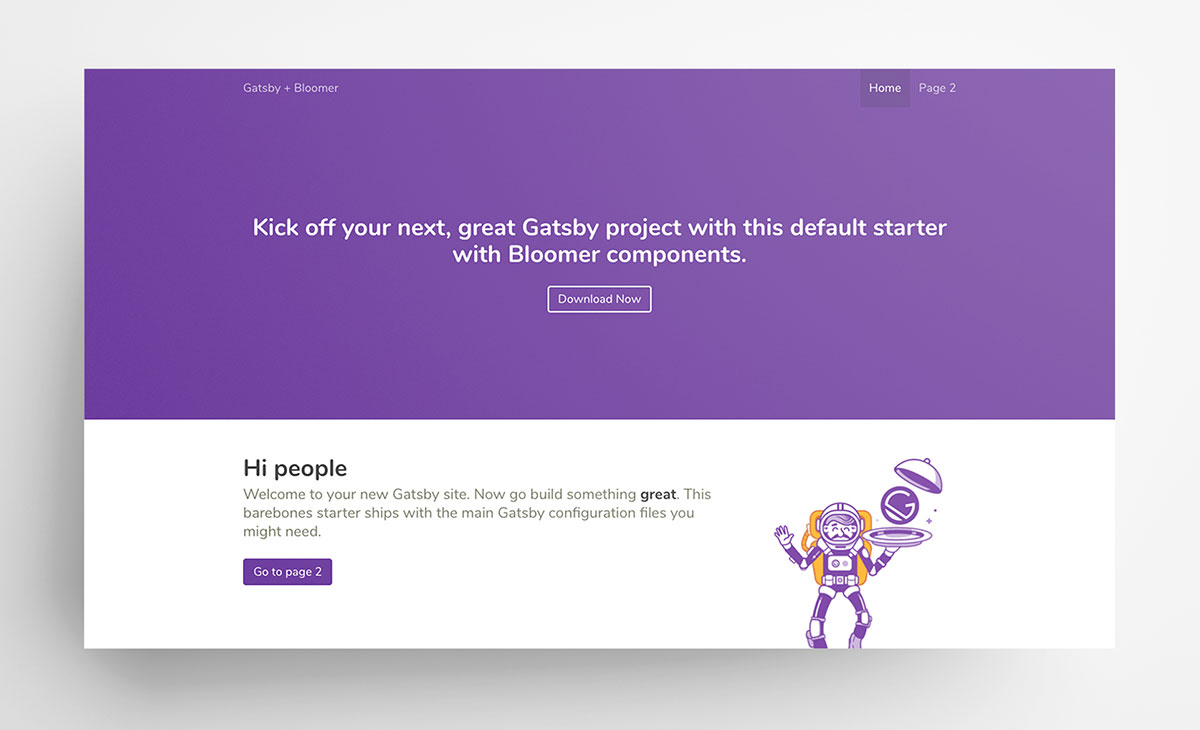 Gatsby + Bloomer
Home
Page 2
Kick off your next, great Gatsby project with this default starter
with Bloomer components.
Download Now
Hi people
Welcome to your new Gatsby site. Now go build something great. This
barebones starter ships with the main Gatsby configuration files you
might need.
Go to page 2